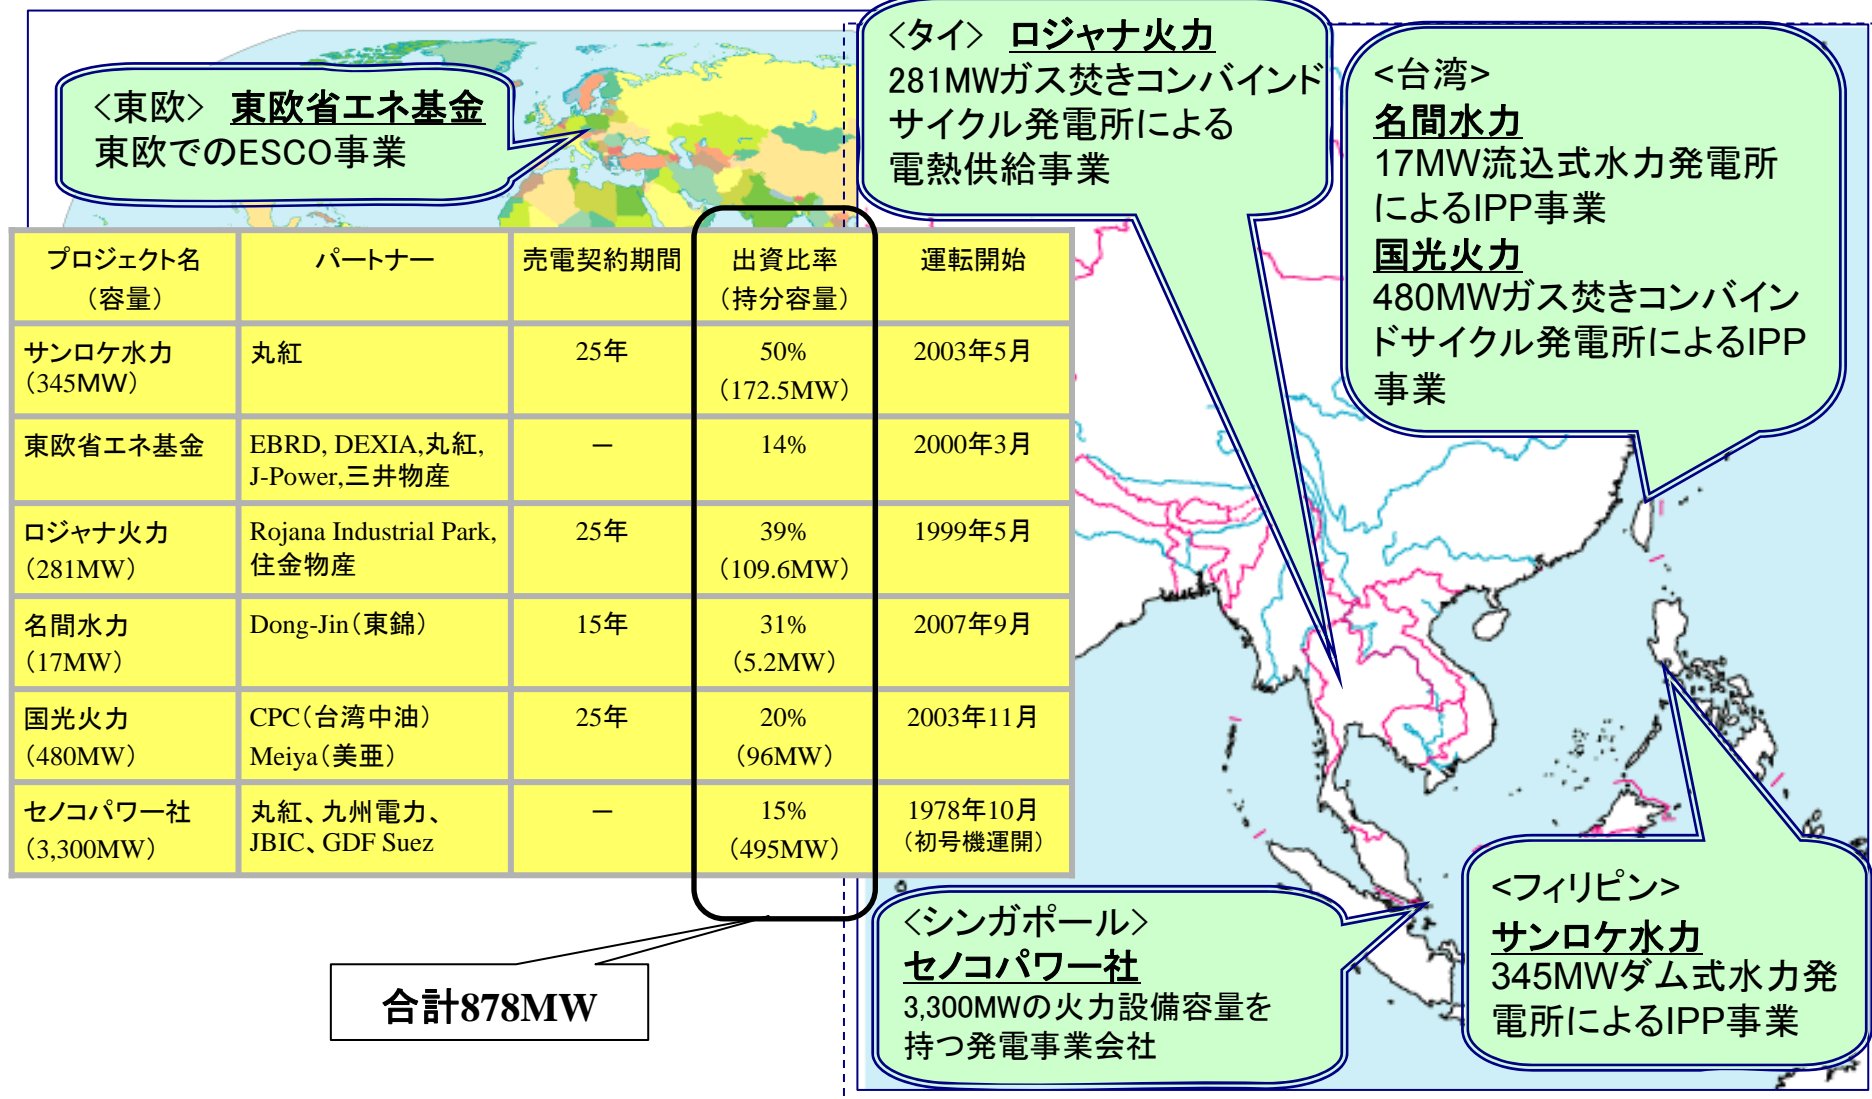 <東欧> 東欧省エネ基金
東欧でのESCO事業
<タイ> ロジャナ火力
281MWガス焚きコンバインド
サイクル発電所による
電熱供給事業
<台湾>
名間水力
17MW流込式水力発電所
によるIPP事業
国光火力
480MWガス焚きコンバイン
ドサイクル発電所によるIPP
事業
プロジェクト名
（容量）
パートナー
売電契約期間
出資比率
（持分容量）
運転開始
サンロケ水力
（345MW）
丸紅
25年
50%
（172.5MW）
2003年5月
東欧省エネ基金
EBRD, DEXIA,丸紅,
J-Power,三井物産
－
14%
2000年3月
ロジャナ火力
（281MW）
Rojana Industrial Park,
住金物産
25年
39%
（109.6MW）
1999年5月
名間水力
（17MW）
Dong-Jin（東錦）
15年
31%
（5.2MW）
2007年9月
国光火力
（480MW）
CPC（台湾中油）
Meiya（美亜）
25年
20%
（96MW）
2003年11月
セノコパワー社
（3,300MW）
丸紅、九州電力、
JBIC、GDF Suez
－
15%
（495MW）
1978年10月
（初号機運開）
合計878MW
<シンガポール>
セノコパワー社
3,300MWの火力設備容量を
持つ発電事業会社
<フィリピン>
サンロケ水力
345MWダム式水力発
電所によるIPP事業